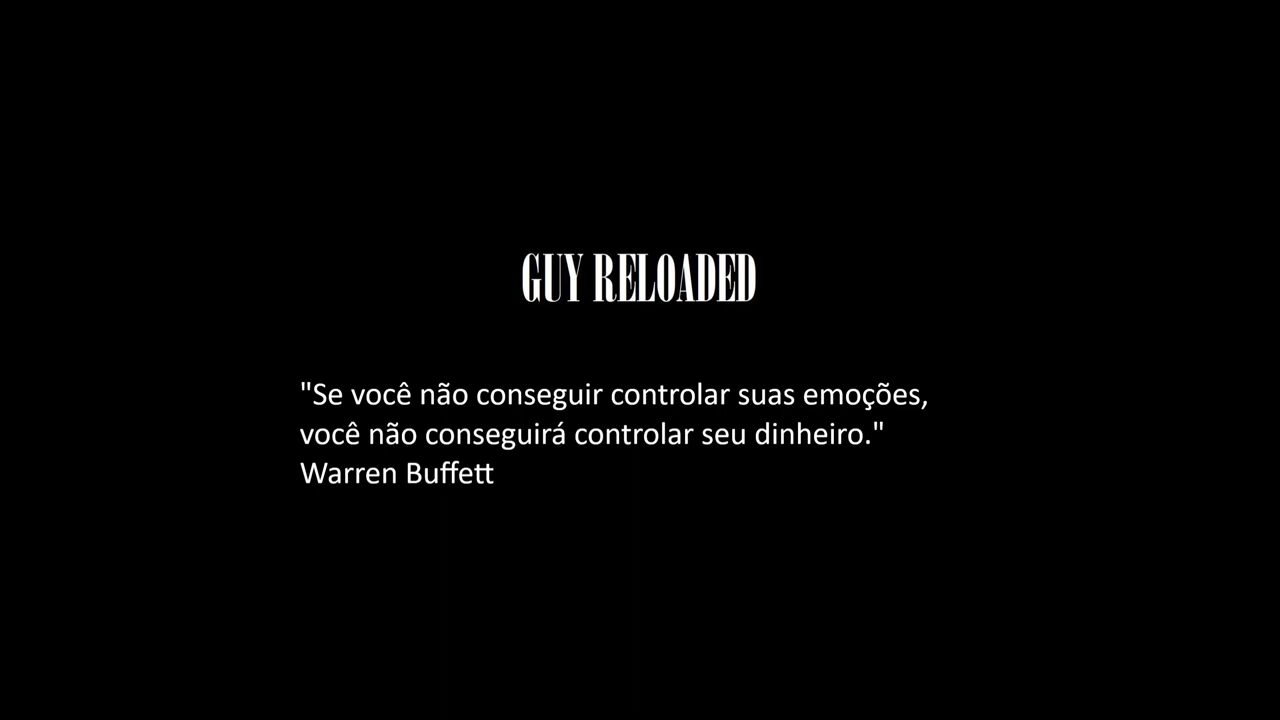 GUY RELOADED
"Se você não conseguir controlar suas emoções,
você não conseguirá controlar seu dinheiro."
Warren Buffett